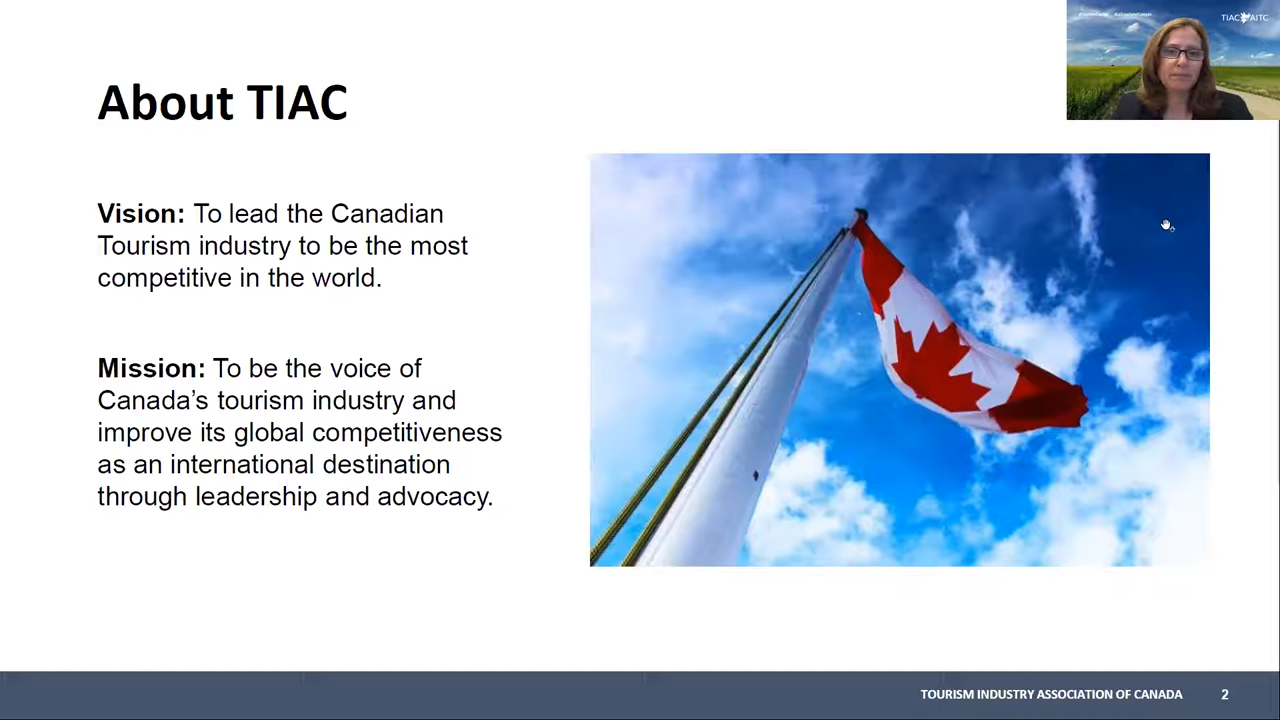 TIAC AITC
About TIAC
Vision: To lead the Canadian
Tourism industry to be the most
competitive in the world.
Mission: To be the voice of
Canada’s tourism industry and
improve its global competitiveness
as an international destination
through leadership and advocacy.
TOURISM INDUSTRY ASSOCIATION OF CANADA 2